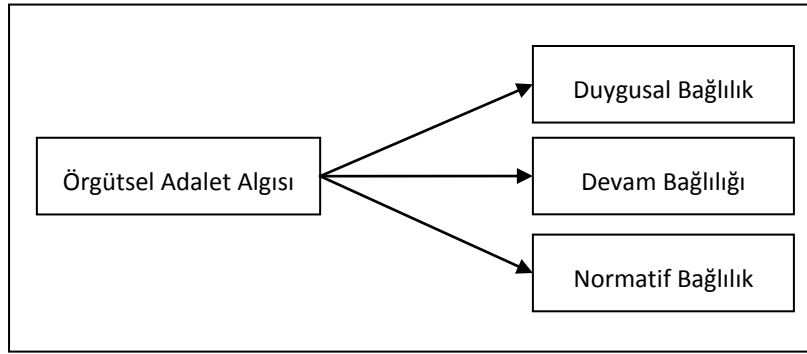 Örgütsel Adalet Algısı
Duygusal Bağlılık
Devam Bağlılığı
Normatif Bağlılık